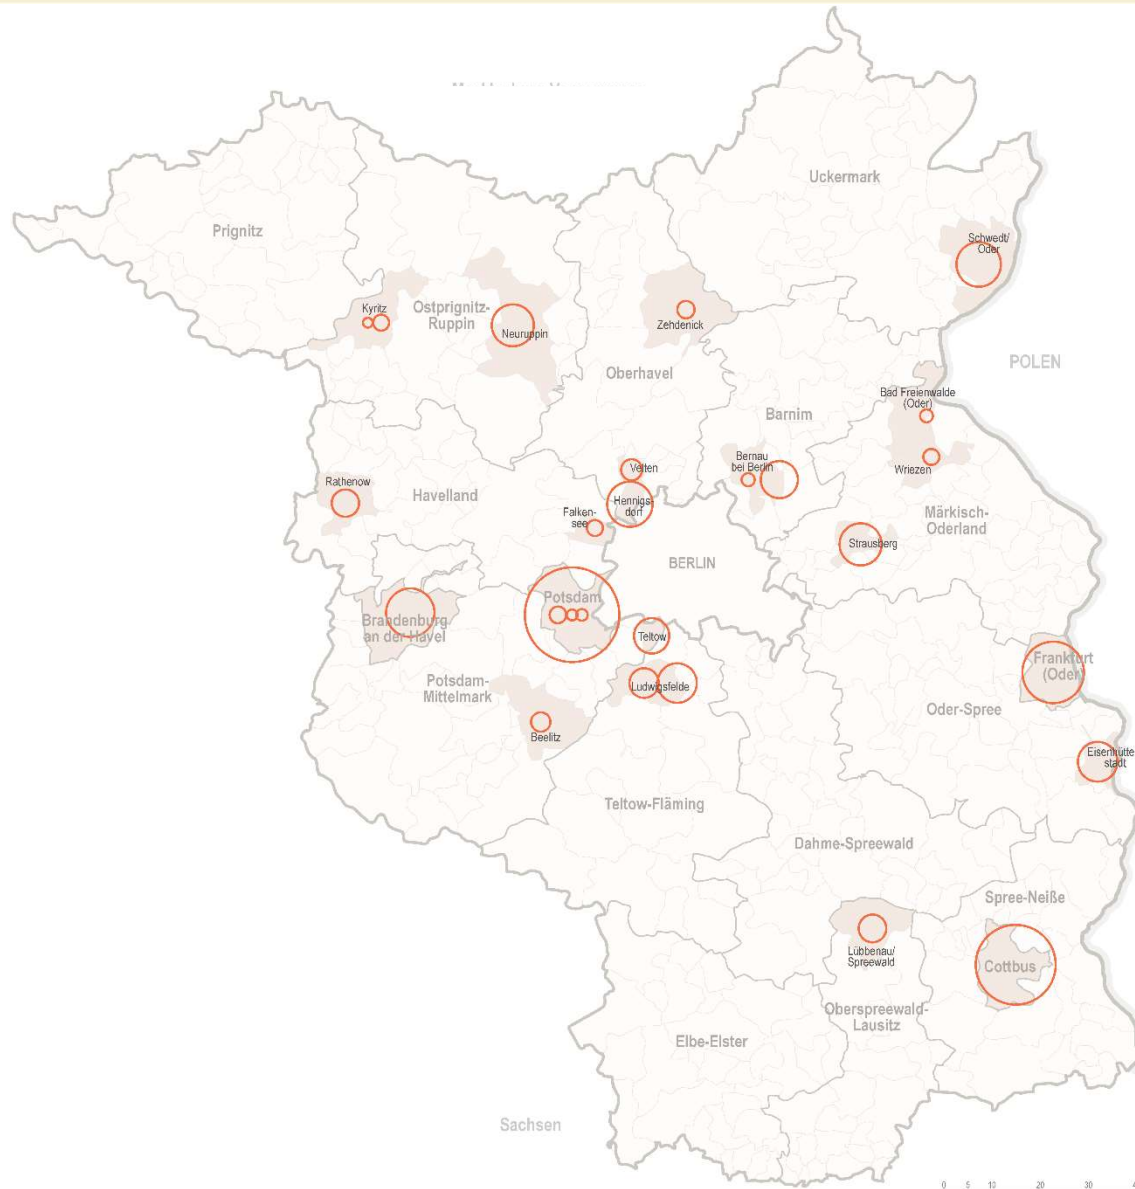 Uckermark
Prignitz
Schwedt/
Oder
Kyritz
Ostprignitz-
Ruppin
Neuruppin
Zehdenick
POLEN
Oberhavel
Bad Freienwalde
(Oder)
Barnim
Velten
Bernau
bei Berlin
Wriezen
Rathenow
Havelland
Hennigs-
dorf
Falken-
see
Märkisch-
Oderland
Strausberg
BERLIN
Potsdam
Brandenburg
an der Havel
Teltow
Frankfurt
(Oder)
Potsdam-
Mittelmark
Ludwigsfelde
Oder-Spree
Beelitz
Eisenhütte
stadt
Teltow-Fläming
Dahme-Spreewald
Spree-Neiße
Lübbenau/
Spreewald
Cottbus
Oberspreewald-
Lausitz
Elbe-Elster
Sachsen
0 5 10 20 30